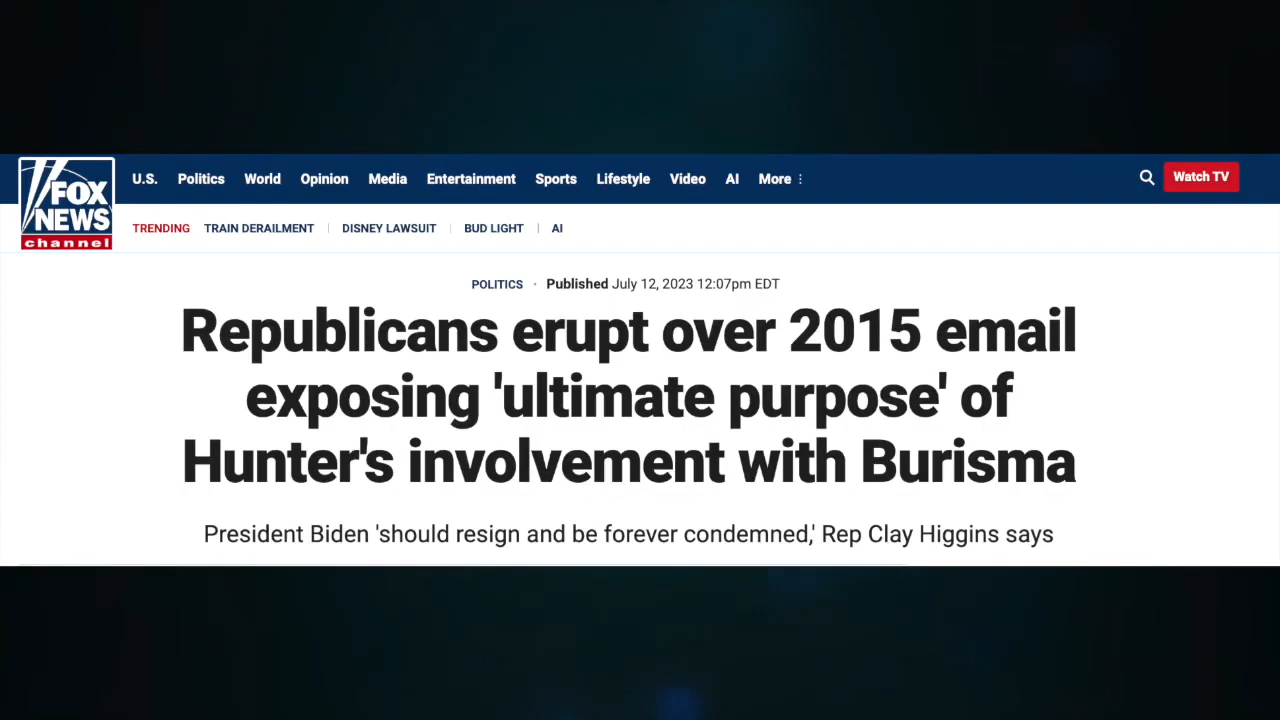 FOX
NEWS
channel
U.S. Politics World Opinion Media Entertainment Sports Lifestyle Video AI More Watch TV
TRENDING TRAIN DERAILMENT DISNEY LAWSUIT BUD LIGHT AI
POLITICS · Published July 12, 2023 12:07pm EDT
Republicans erupt over 2015 email
exposing 'ultimate purpose' of
Hunter's involvement with Burisma
President Biden 'should resign and be forever condemned,' Rep Clay Higgins says